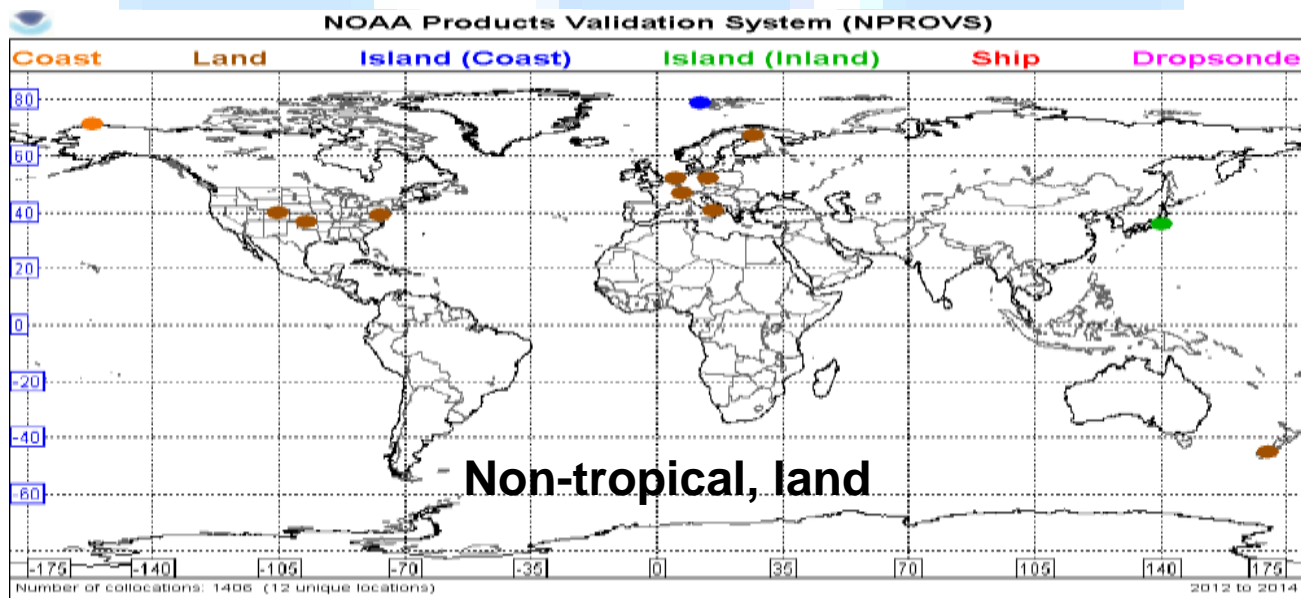 NOAA Products Validation System (NPROVS)
Coast Land Island (Coast) Island (Inland) Ship Dropsonde
80
60
40
20
0
-20
-40
Non-tropical, land
-60
-175 -140 -105 -70 -35 0 35 70 105 140 175
Number of collocations: 1406 (12 unique locations) 2012 to 2014